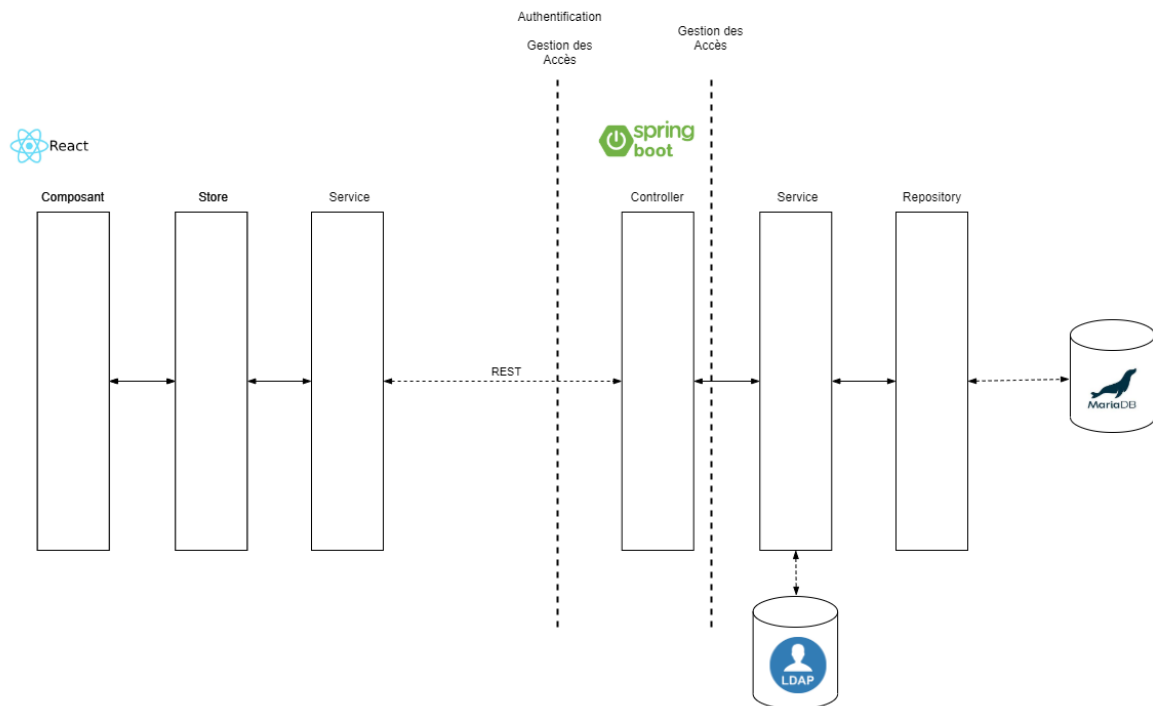 Authentification
Gestion des
Accès
Gestion des
Accès
React
spring
boot
Composant
Store
Service
Controller
Service
Repository
REST
MariaDB
LDAP